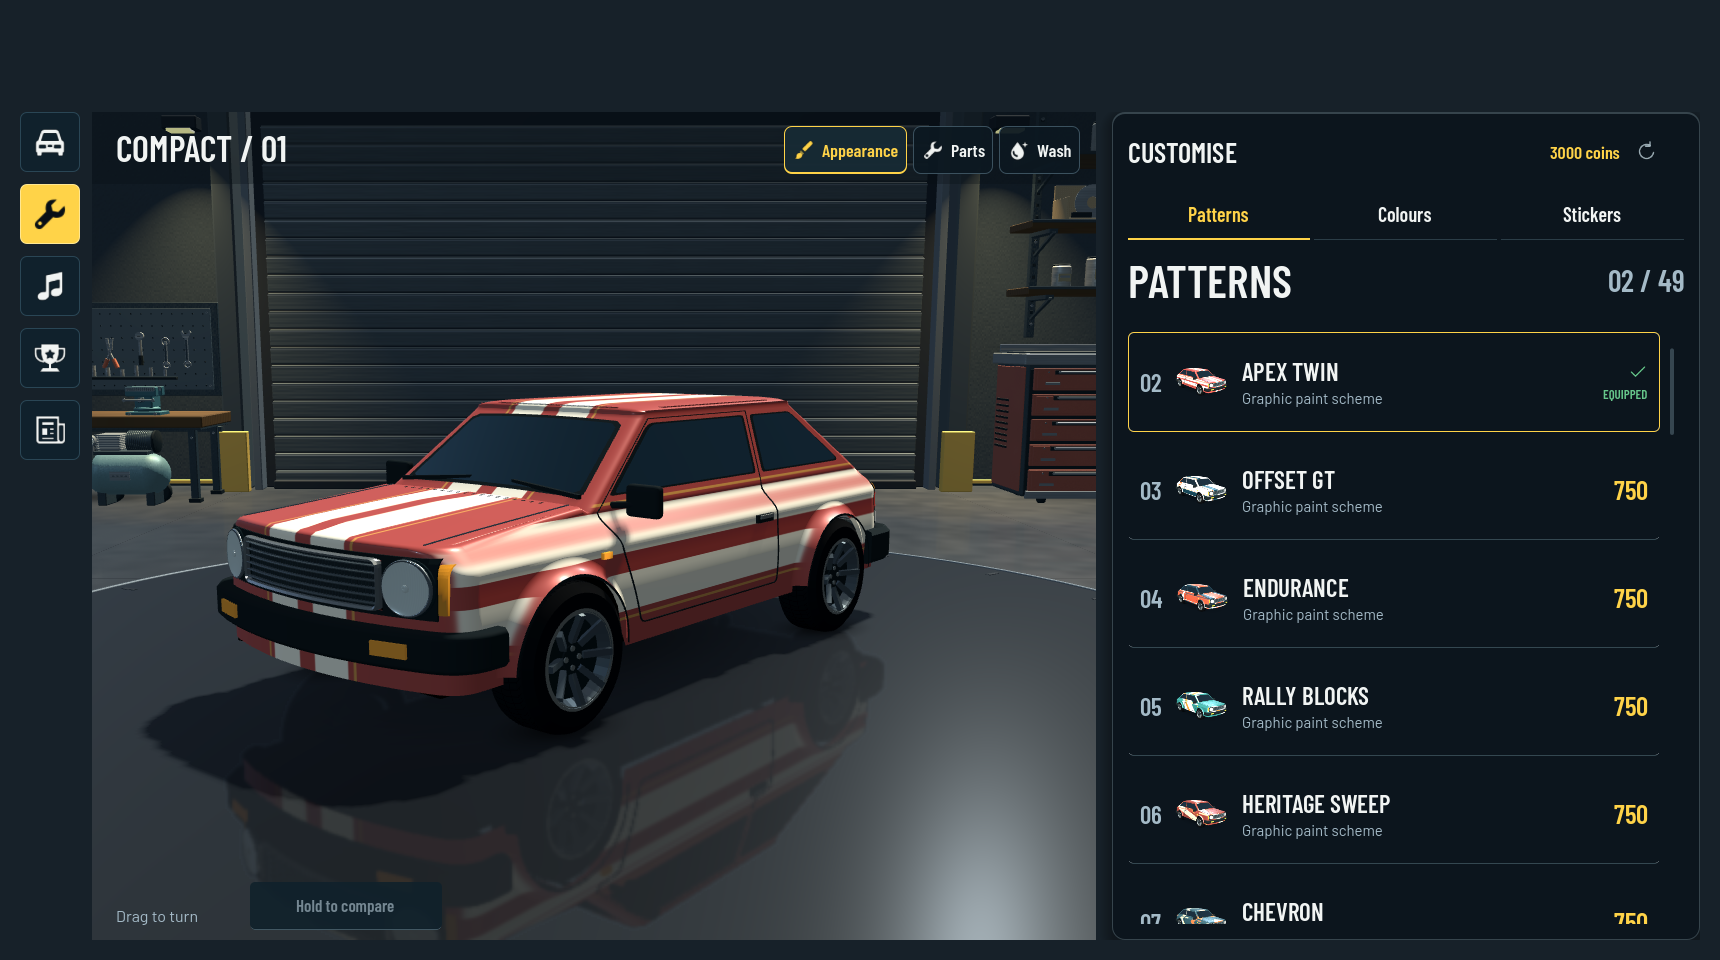 COMPACT / 01
Appearance
Parts
Wash
Drag to turn
Hold to compare
CUSTOMISE
3000 coins
Patterns
Colours
Stickers
PATTERNS
02 / 49
02
APEX TWIN
Graphic paint scheme
EQUIPPED
03
OFFSET GT
Graphic paint scheme
750
04
ENDURANCE
Graphic paint scheme
750
05
RALLY BLOCKS
Graphic paint scheme
750
06
HERITAGE SWEEP
Graphic paint scheme
750
07
CHEVRON
750